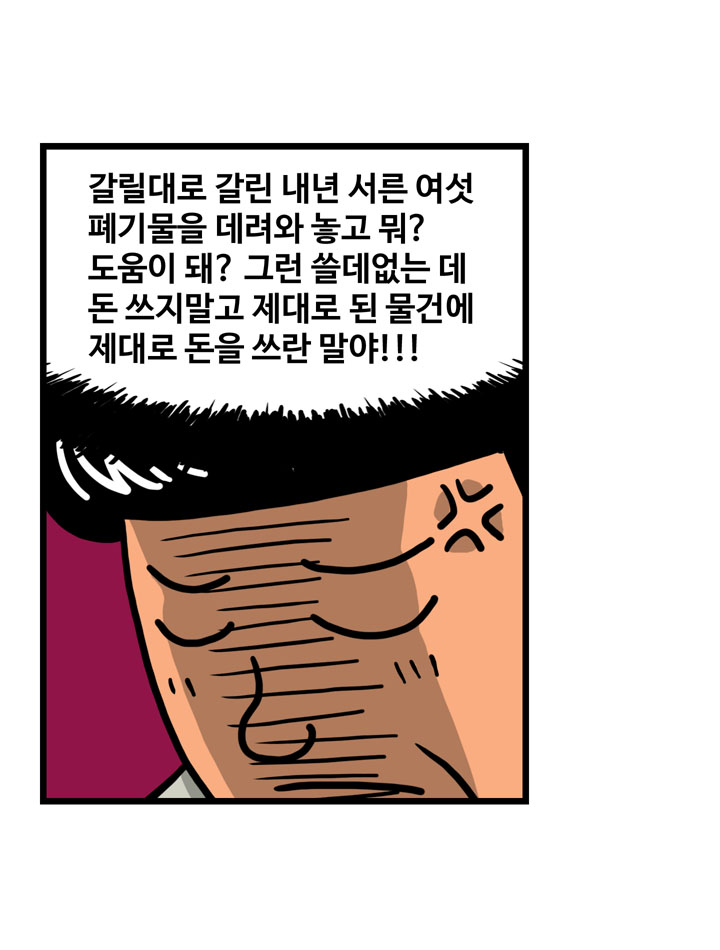 갈릴대로 갈린 내년 서른 여섯
폐기물을 데려와 놓고 뭐?
도움이 돼? 그런 쓸데없는 데
돈 쓰지말고 제대로 된 물건에
제대로 돈을 쓰란 말야!!!